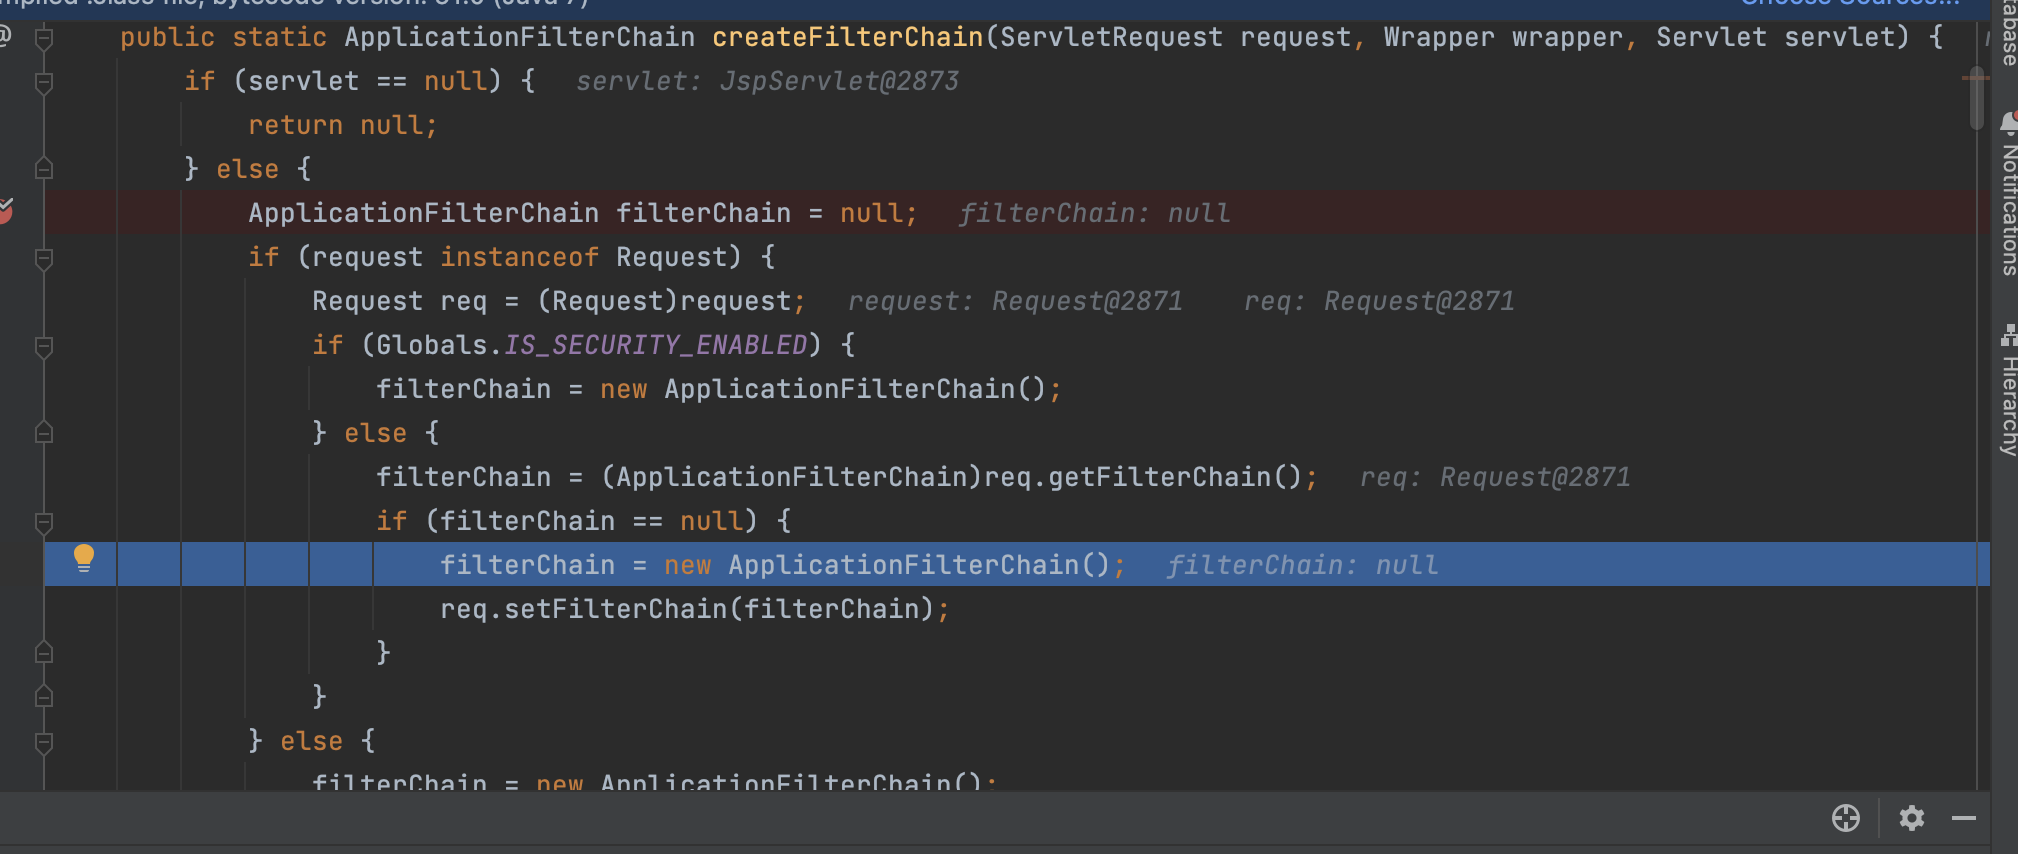 public static ApplicationFilterChain createFilterChain(ServletRequest request, Wrapper wrapper, Servlet servlet) {
if (servlet == null) { servlet: JspServlet@2873
return null;
} else {
ApplicationFilterChain filterChain = null; filterChain: null
if (request instanceof Request) {
Request req = (Request)request; request: Request@2871 req: Request@2871
if (Globals.IS_SECURITY_ENABLED) {
filterChain = new ApplicationFilterChain();
} else {
filterChain = (ApplicationFilterChain)req.getFilterChain(); req: Request@2871
if (filterChain == null) {
filterChain = new ApplicationFilterChain(); filterChain: null
req.setFilterChain(filterChain);
}
}
} else {
filterChain = new ApplicationFilterChain();
Notifications
Hierarchy